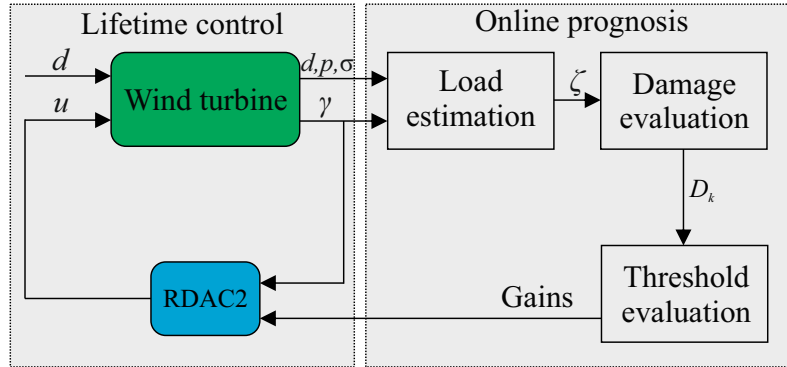 Lifetime control
Online prognosis
d
u
Wind turbine
d,p,σ
γ
Load
estimation
ζ
Damage
evaluation
D_k
RDAC2
Gains
Threshold
evaluation